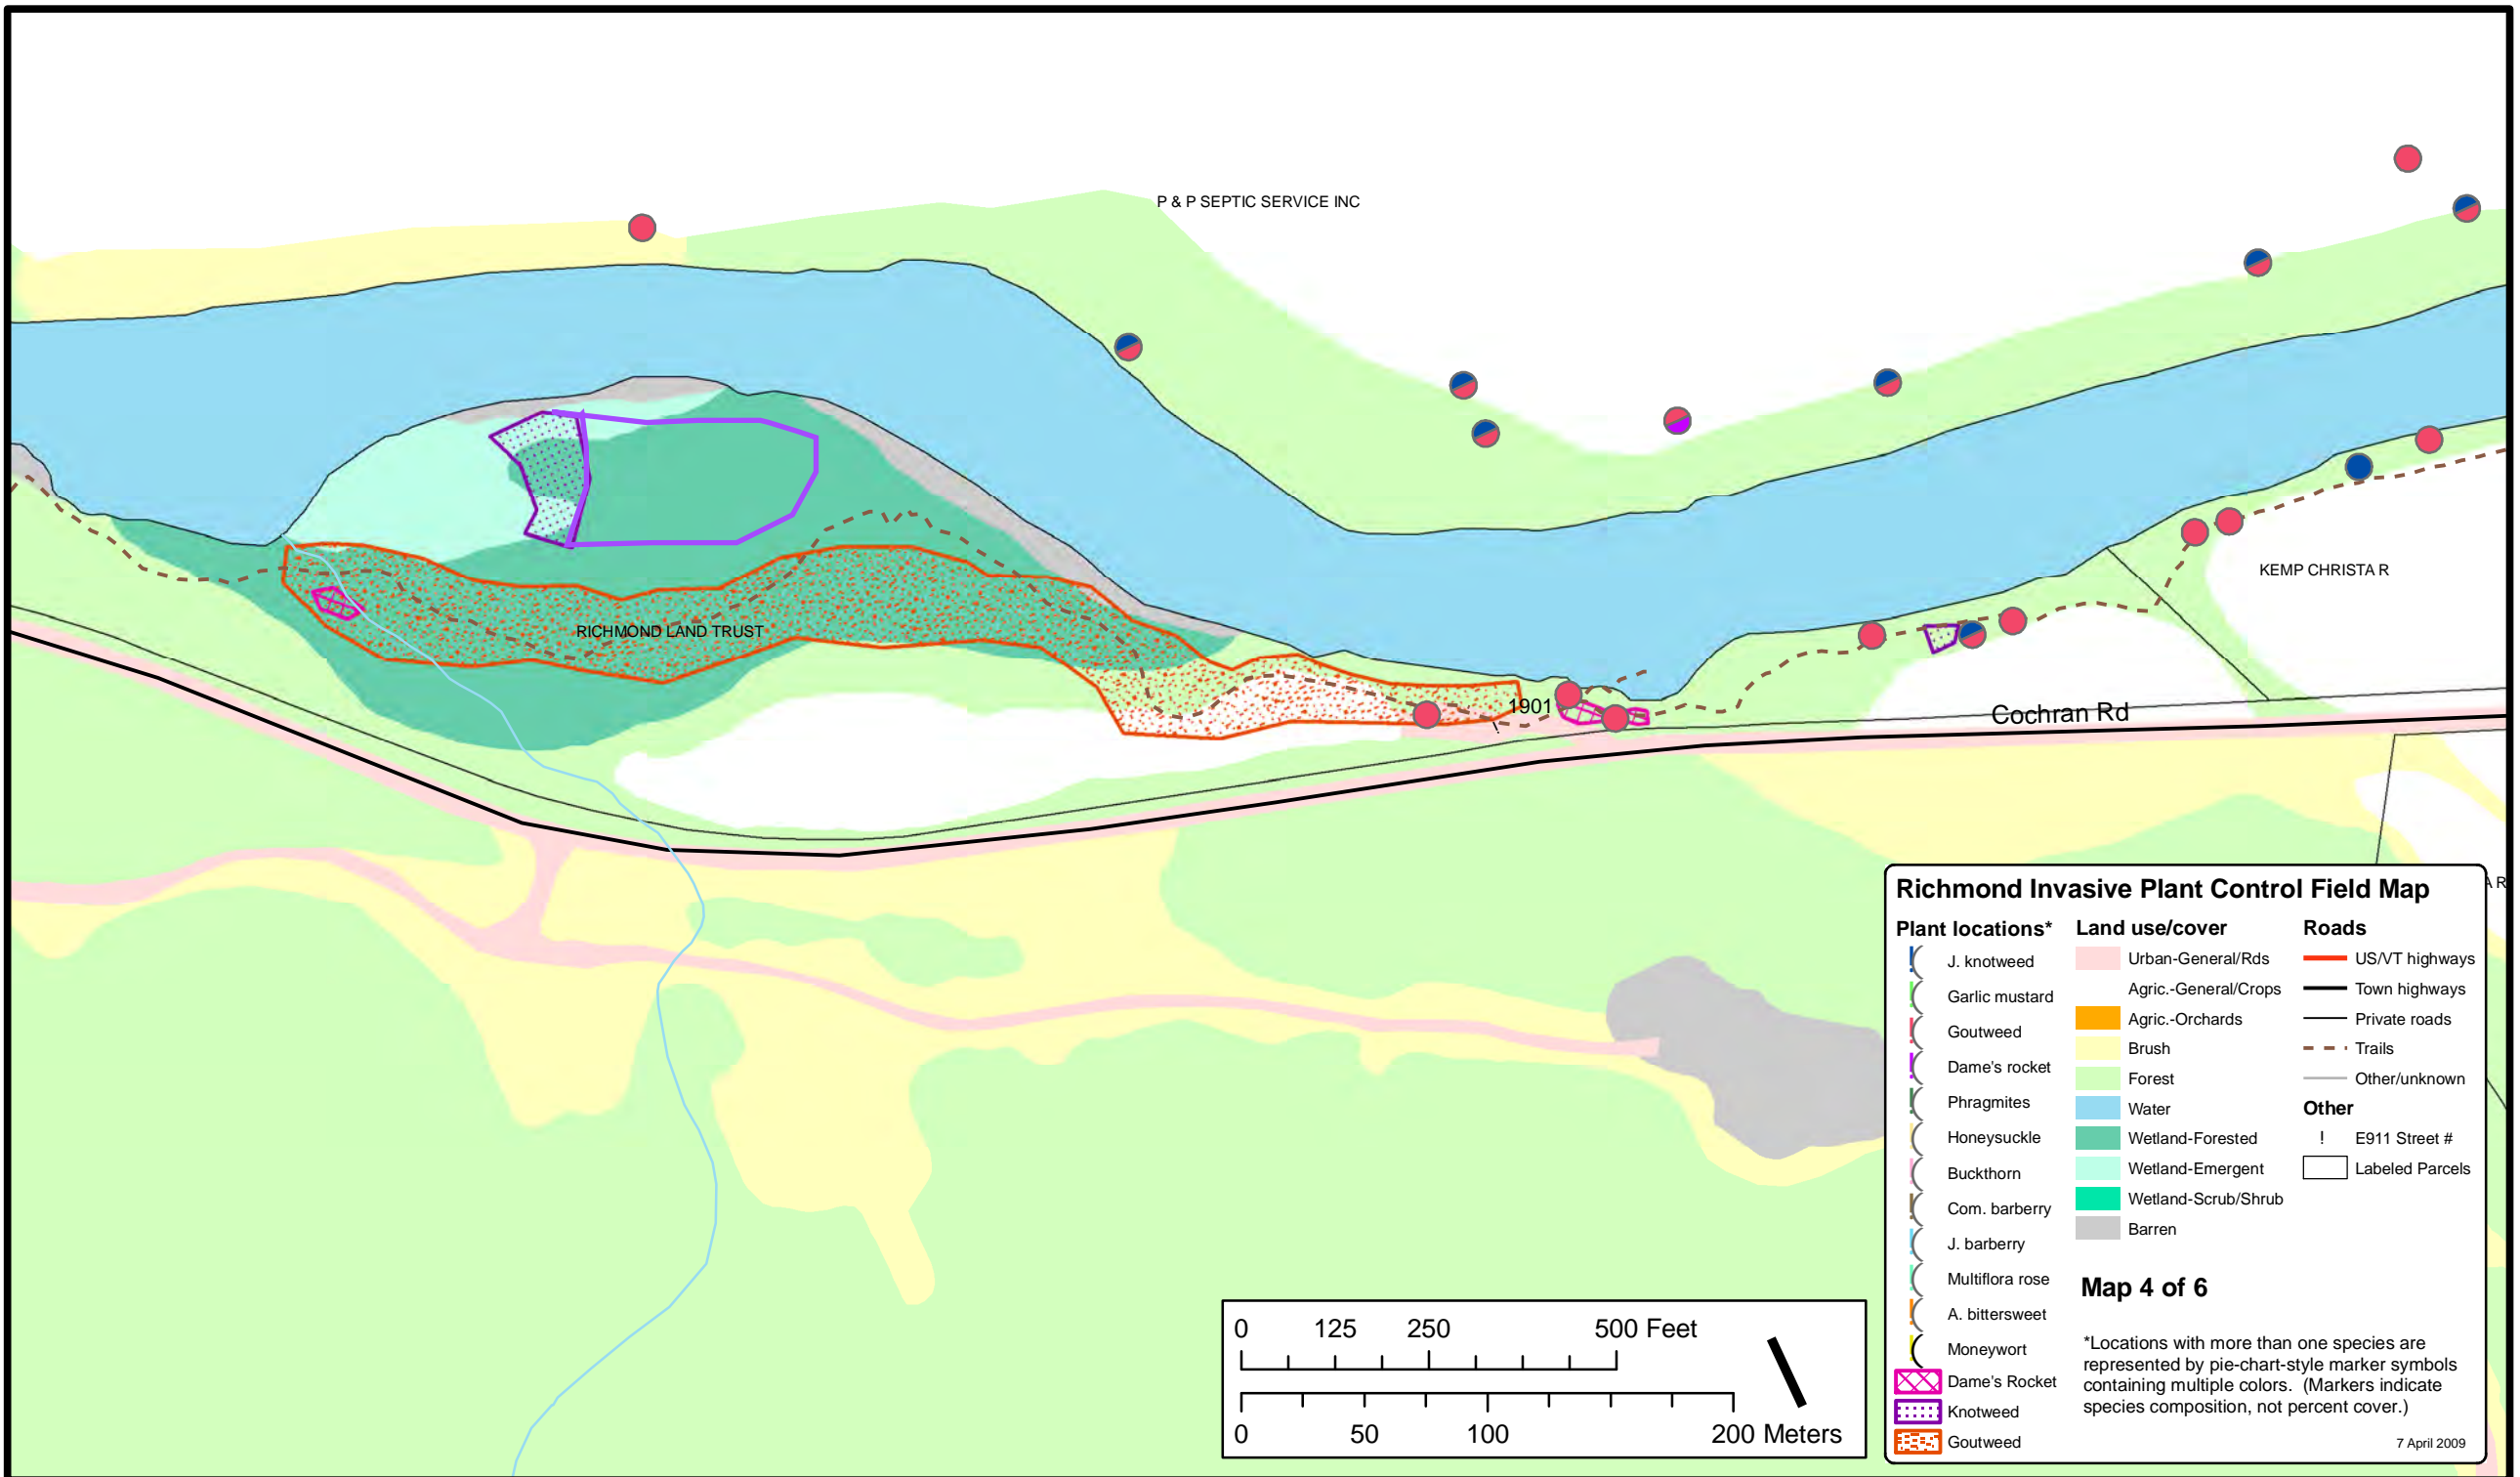 P & P SEPTIC SERVICE INC
KEMP CHRISTA R
RICHMOND LAND TRUST
1901
Cochran Rd
A R
Richmond Invasive Plant Control Field Map
Plant locations*
J. knotweed
Garlic mustard
Goutweed
Dame's rocket
Phragmites
Honeysuckle
Buckthorn
Com. barberry
J. barberry
Multiflora rose
A. bittersweet
Moneywort
Dame's Rocket
Knotweed
Goutweed
Land use/cover
Urban-General/Rds
Agric.-General/Crops
Agric.-Orchards
Brush
Forest
Water
Wetland-Forested
Wetland-Emergent
Wetland-Scrub/Shrub
Barren
Roads
US/VT highways
Town highways
Private roads
Trails
Other/unknown
Other
! E911 Street #
Labeled Parcels
Map 4 of 6
*Locations with more than one species are
represented by pie-chart-style marker symbols
containing multiple colors. (Markers indicate
species composition, not percent cover.)
7 April 2009
0 125 250 500 Feet
0 50 100 200 Meters